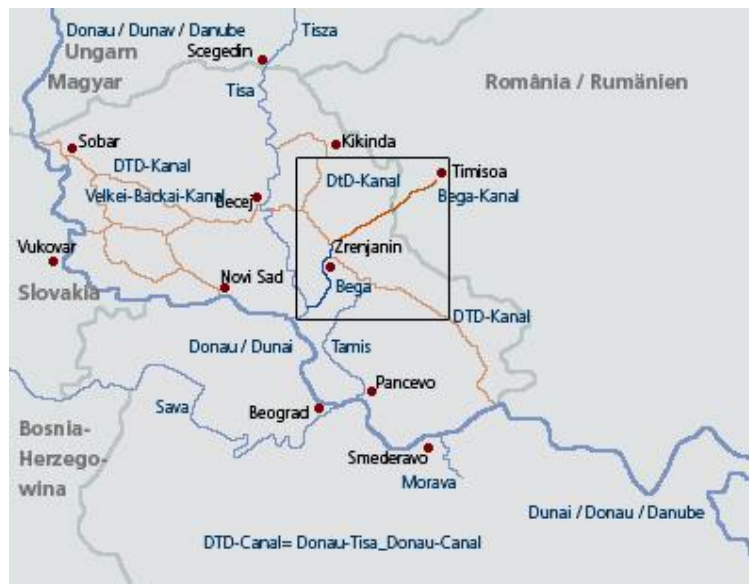 Donau / Dunav / Danube
Tisza
Ungarn
Magyar
Scegedin
Tisa
România / Rumänien
Sobar
Kikinda
DTD-Kanal
DtD-Kanal
Timisoa
Velkei-Backai-Kanal
Becej
Bega-Kanal
Vukovar
Zrenjanin
Slovakia
Novi Sad
Bega
DTD-Kanal
Donau / Dunai
Tamis
Pancevo
Sava
Beograd
Bosnia-
Herzego-
wina
Smederavo
Morava
Dunai / Donau / Danube
DTD-Canal= Donau-Tisa_Donau-Canal